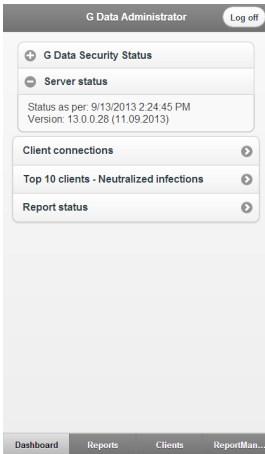 G Data Administrator
Log off
G Data Security Status
Server status
Status as per: 9/13/2013 2:24:45 PM
Version: 13.0.0.28 (11.09.2013)
Client connections
Top 10 clients - Neutralized infections
Report status
Dashboard Reports Clients ReportMan...